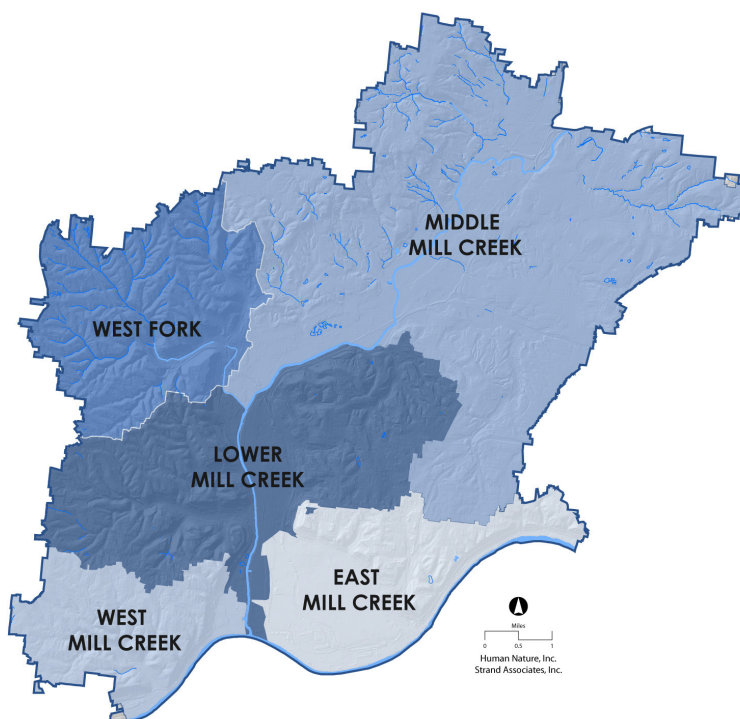 MIDDLE
MILL CREEK
WEST FORK
LOWER
MILL CREEK
EAST
MILL CREEK
WEST
MILL CREEK
Miles
0 0.5 1
Human Nature, Inc.
Strand Associates, Inc.